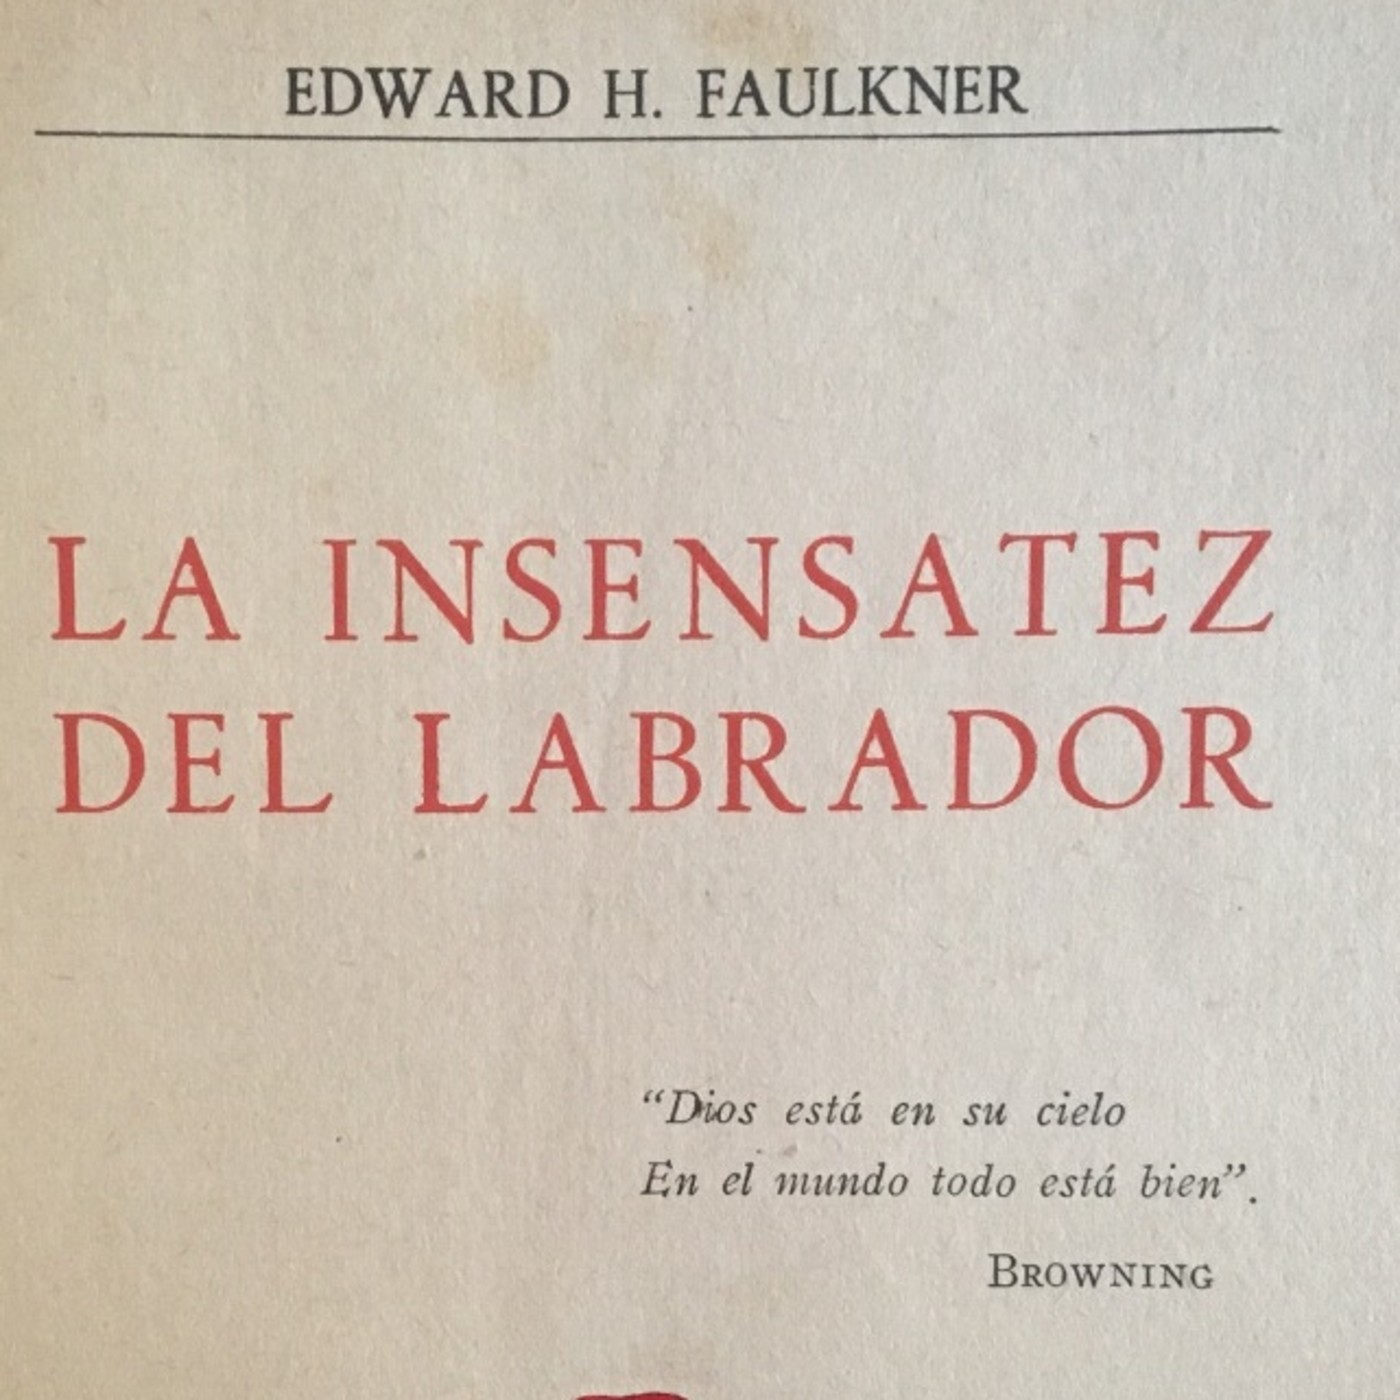 EDWARD H. FAULKNER
LA INSENSATEZ
DEL LABRADOR
“Dios está en su cielo
En el mundo todo está bien”.
BROWNING